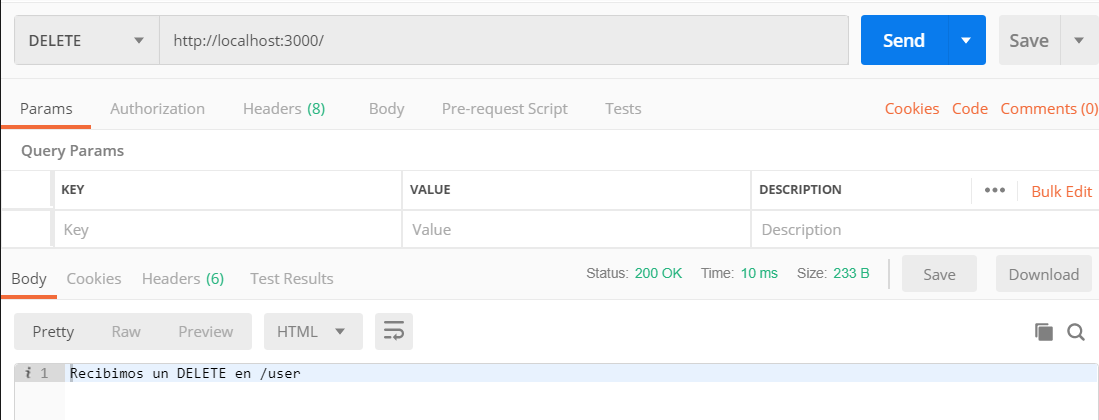 DELETE http://localhost:3000/ Send Save
Params Authorization Headers (8) Body Pre-request Script Tests Cookies Code Comments (0)
Query Params
KEY VALUE DESCRIPTION ••• Bulk Edit
Key Value Description
Body Cookies Headers (6) Test Results Status: 200 OK Time: 10 ms Size: 233 B Save Download
Pretty Raw Preview HTML
i 1 Recibimos un DELETE en /user